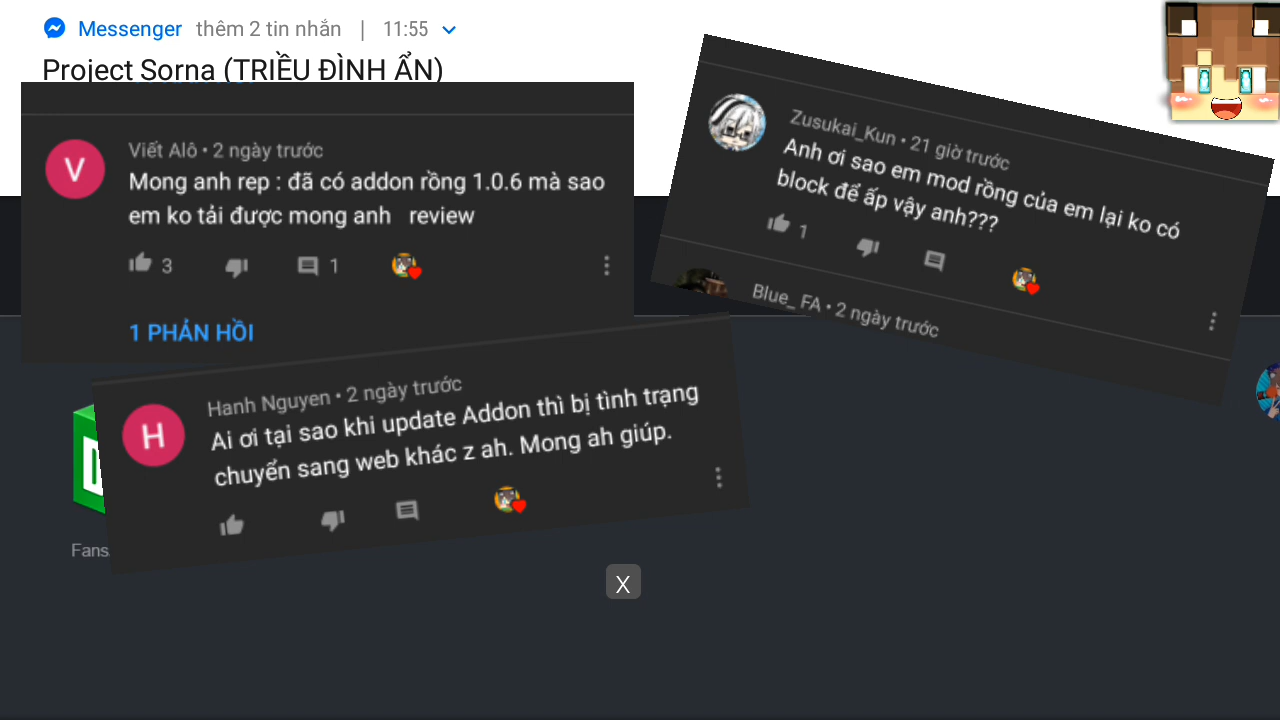 Messenger thêm 2 tin nhắn | 11:55
Project Sorna (TRIỀU ĐÌNH ẨN)
V
Viết Alô • 2 ngày trước
Mong anh rep : đã có addon rồng 1.0.6 mà sao
em ko tải được mong anh review
3
1
1 PHẢN HỒI
Zusukai_Kun • 21 giờ trước
Anh ơi sao em mod rồng của em lại ko có
block để ấp vậy anh???
1
Blue_ FA • 2 ngày trước
H
Hanh Nguyen • 2 ngày trước
Ai ơi tại sao khi update Addon thì bị tình trạng
chuyển sang web khác z ah. Mong ah giúp.
Fans
X